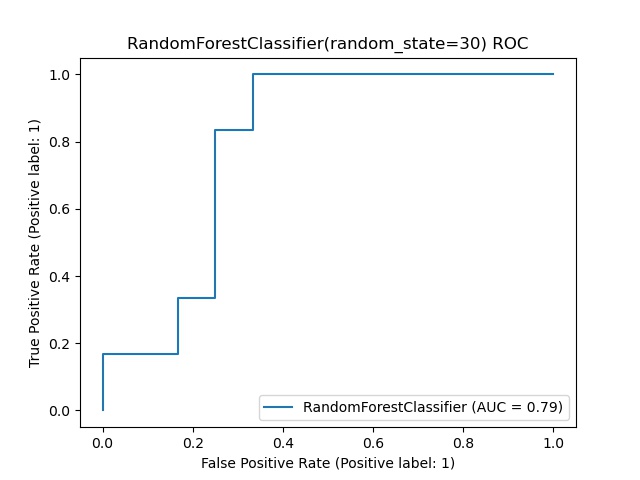 RandomForestClassifier(random_state=30) ROC
1.0
0.8
0.6
0.4
0.2
0.0
True Positive Rate (Positive label: 1)
RandomForestClassifier (AUC = 0.79)
0.0 0.2 0.4 0.6 0.8 1.0
False Positive Rate (Positive label: 1)